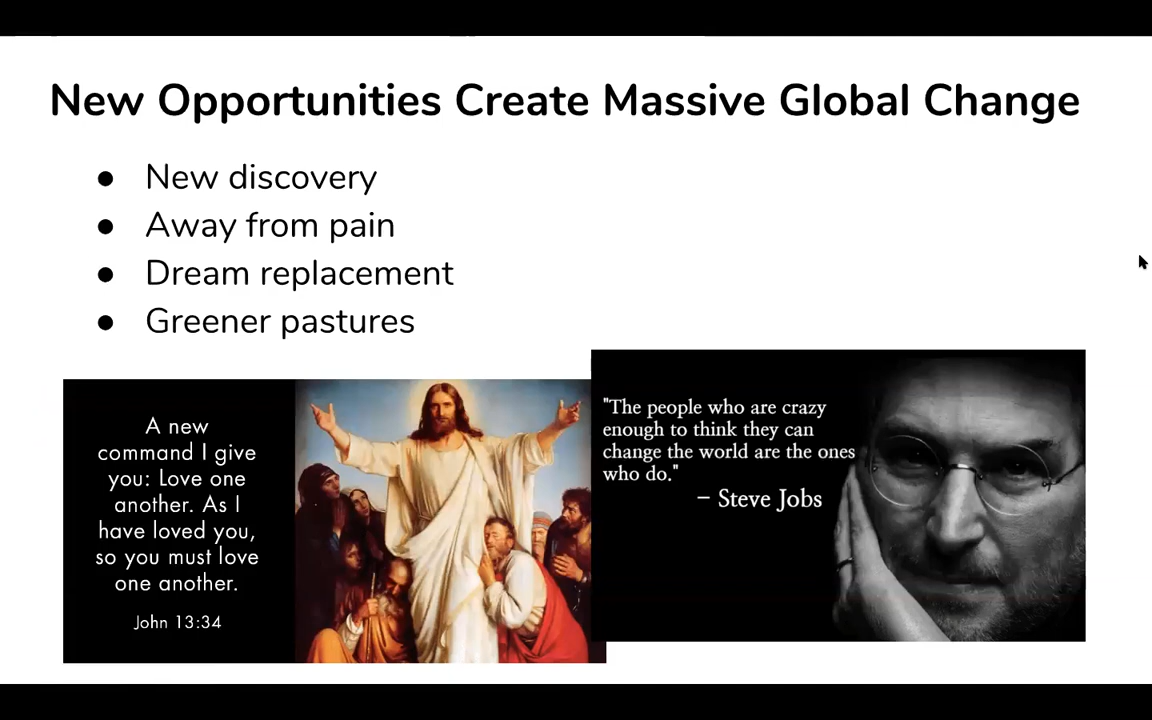 New Opportunities Create Massive Global Change
● New discovery
● Away from pain
● Dream replacement
● Greener pastures
A new
command I give
you: Love one
another. As I
have loved you,
so you must love
one another.
John 13:34
"The people who are crazy
enough to think they can
change the world are the ones
who do."
– Steve Jobs